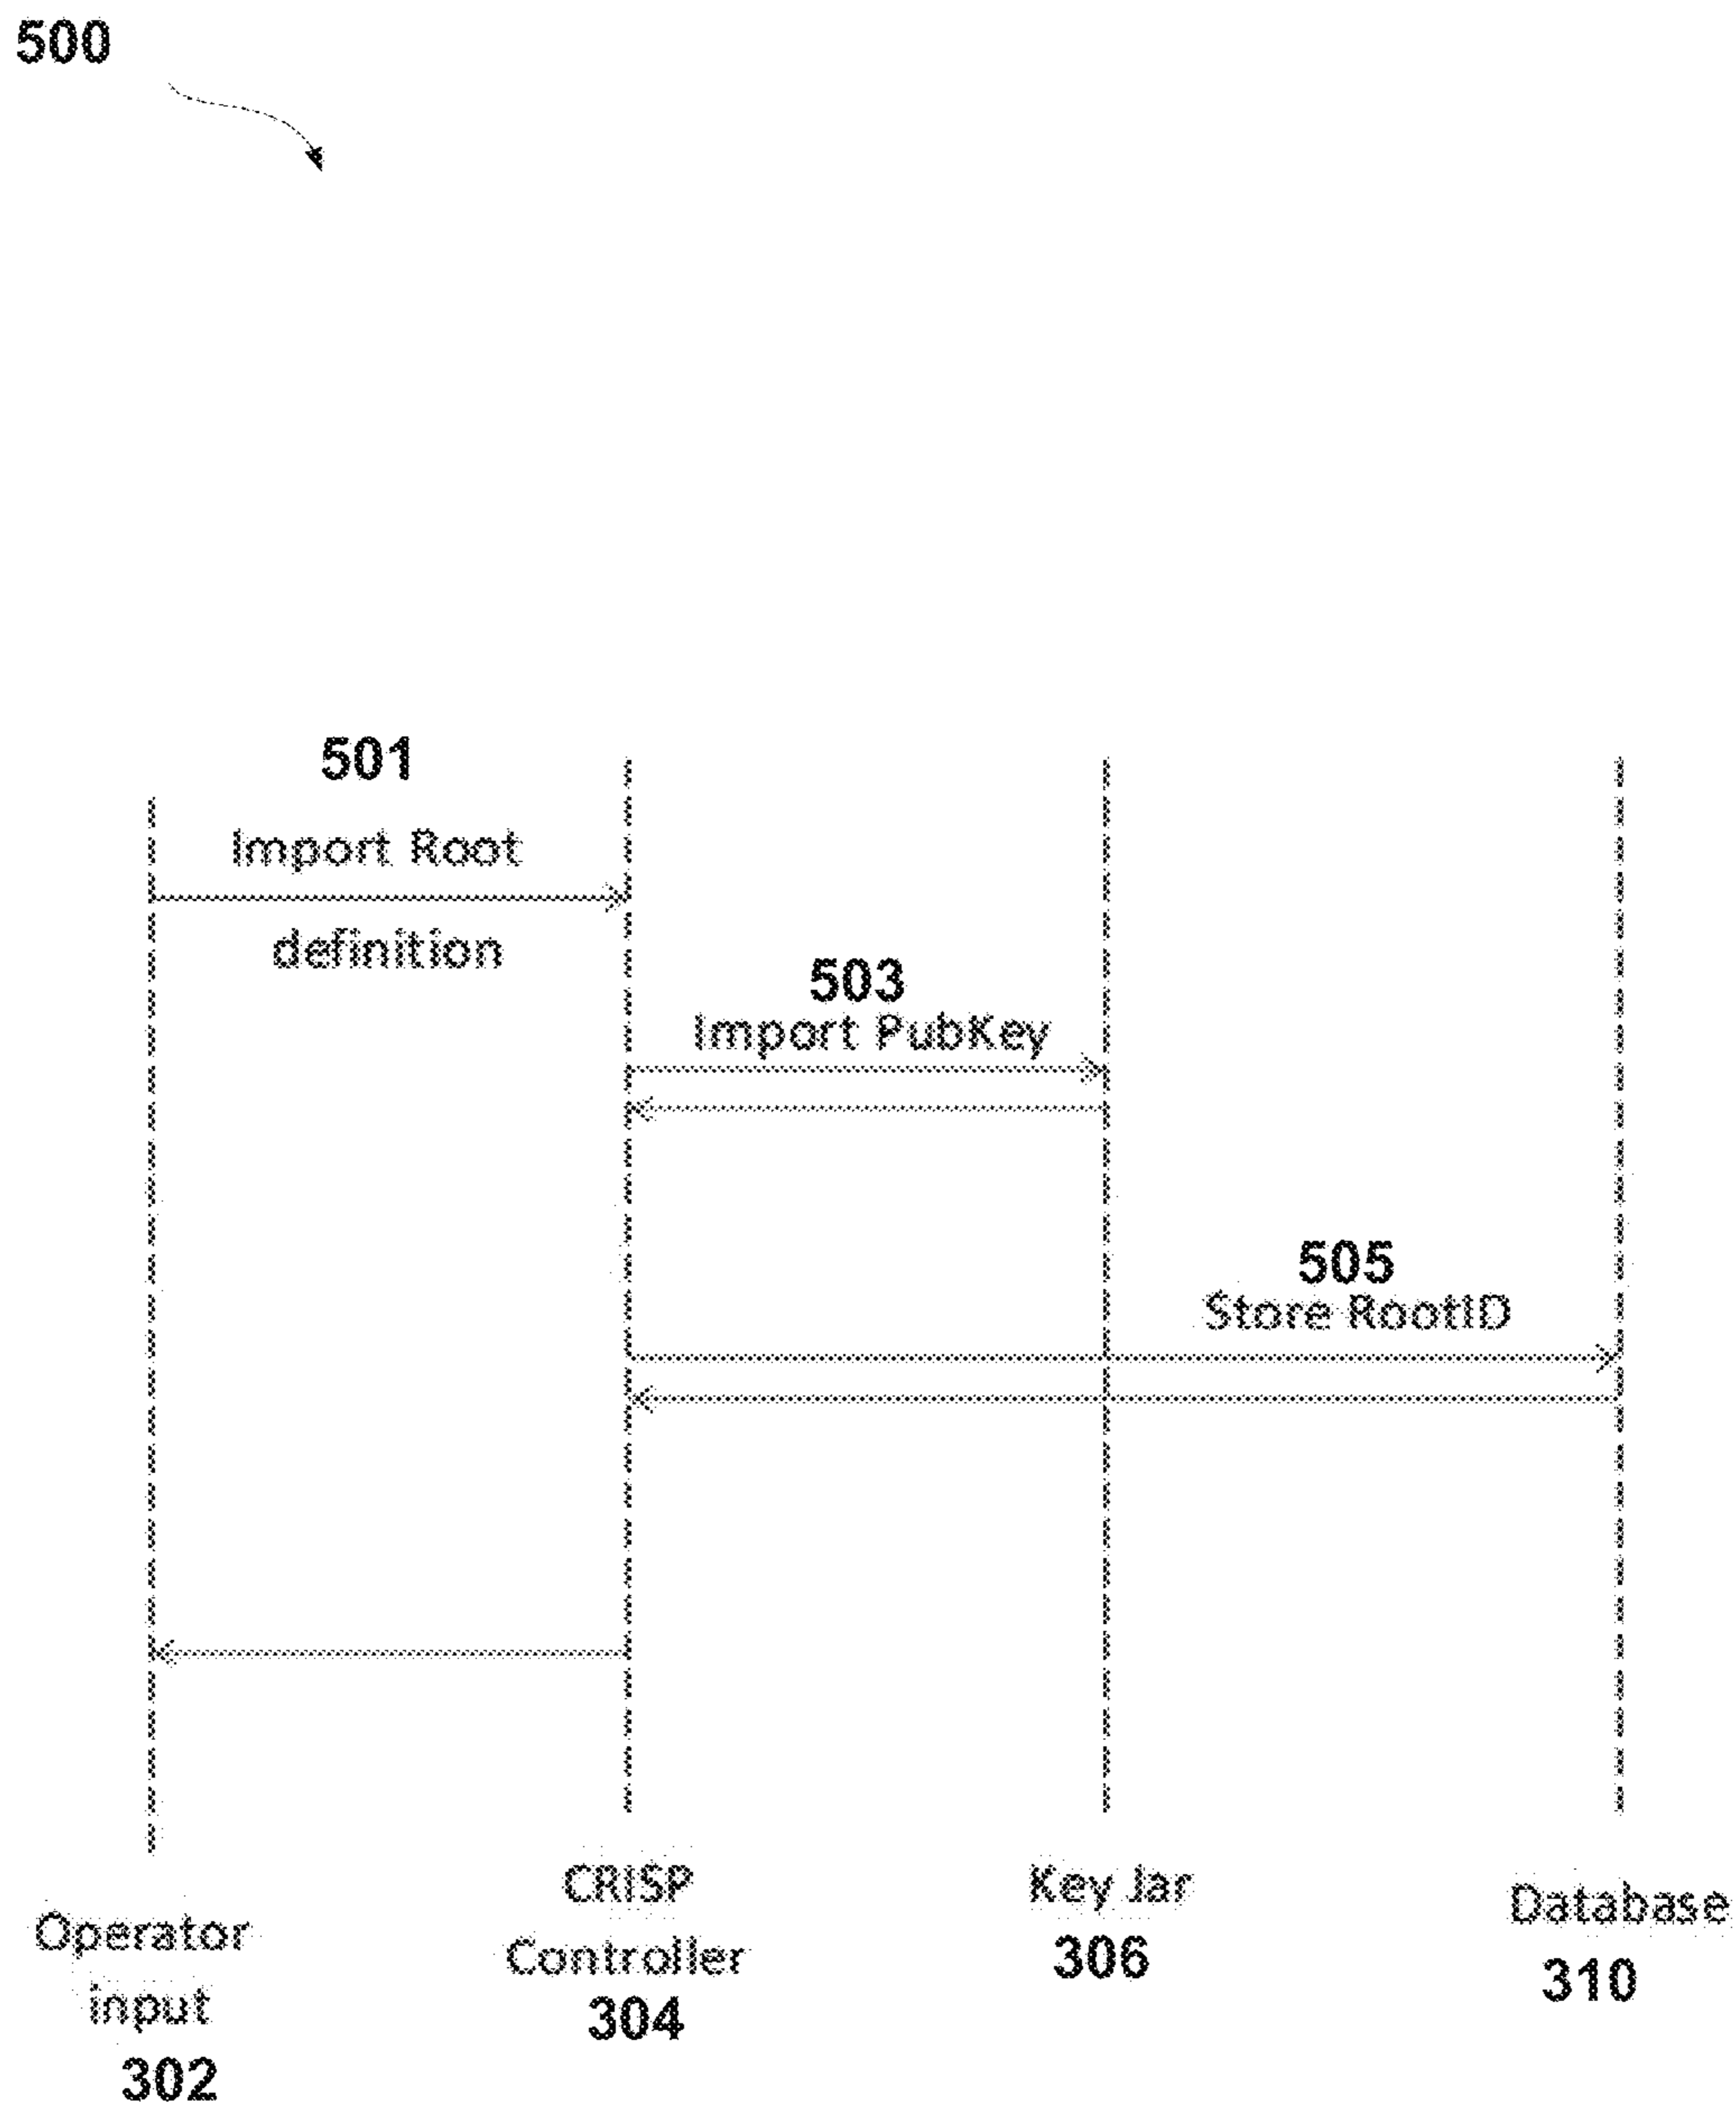 500
501
Import Root
definition
503
Import PubKey
505
Store RootID
Operator
input
302
CRISP
Controller
304
Key Jar
306
Database
310